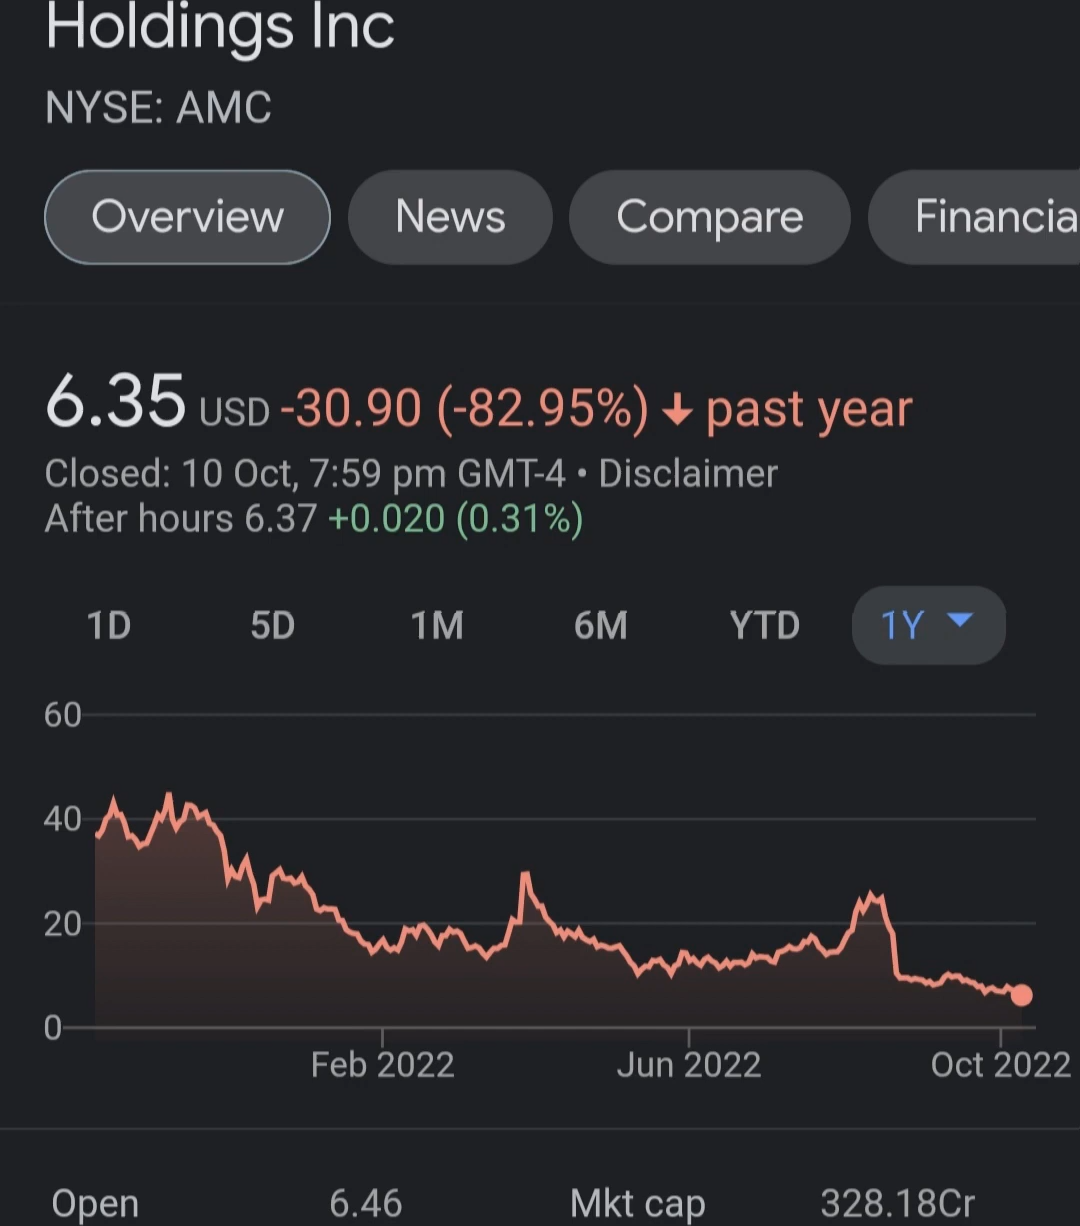 Holdings Inc
NYSE: AMC
Overview News Compare Financia
6.35 USD -30.90 (-82.95%) ↓ past year
Closed: 10 Oct, 7:59 pm GMT-4 • Disclaimer
After hours 6.37 +0.020 (0.31%)
1D 5D 1M 6M YTD 1Y
60
40
20
0
Feb 2022 Jun 2022 Oct 2022
Open 6.46 Mkt cap 328.18Cr